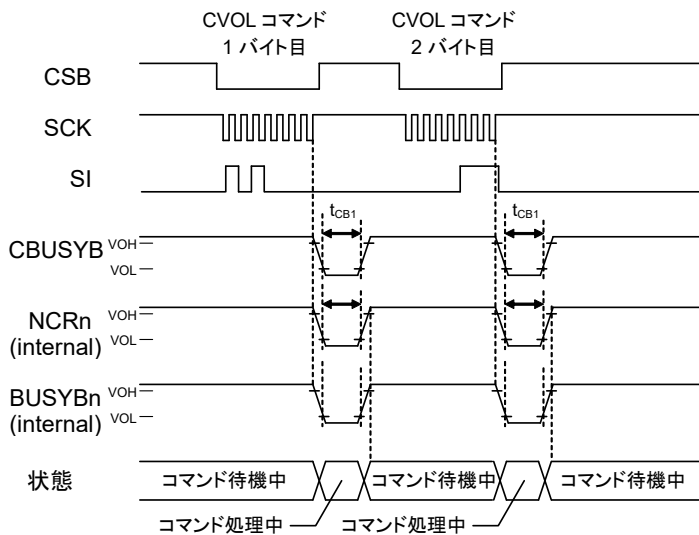 CVOL コマンド CVOL コマンド
1 バイト目 2 バイト目
CSB
SCK
SI
tCB1 tCB1
CBUSYB VOH
VOL
NCRn (internal) VOH
VOL
BUSYBn (internal) VOH
VOL
状態 コマンド待機中 コマンド待機中 コマンド待機中
コマンド処理中 コマンド処理中